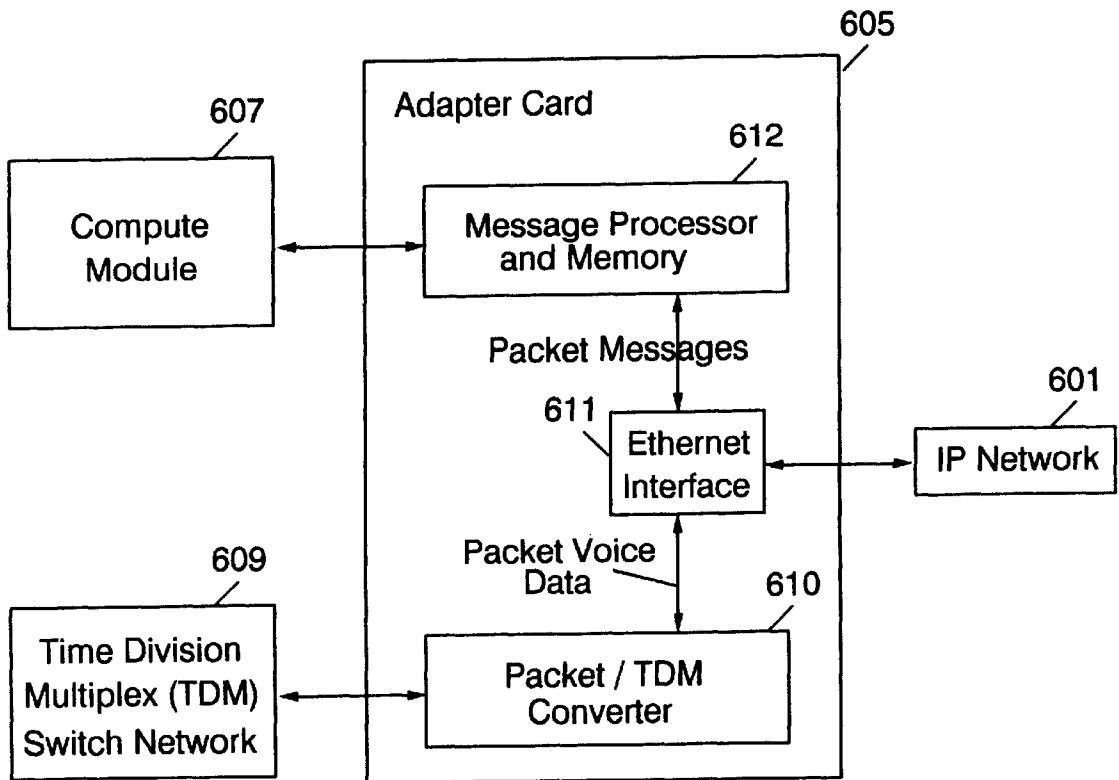 605
Adapter Card
607
612
Compute
Module
Message Processor
and Memory
Packet Messages
601
611
Ethernet
Interface
IP Network
Packet Voice
Data
609
610
Time Division
Multiplex (TDM)
Switch Network
Packet / TDM
Converter